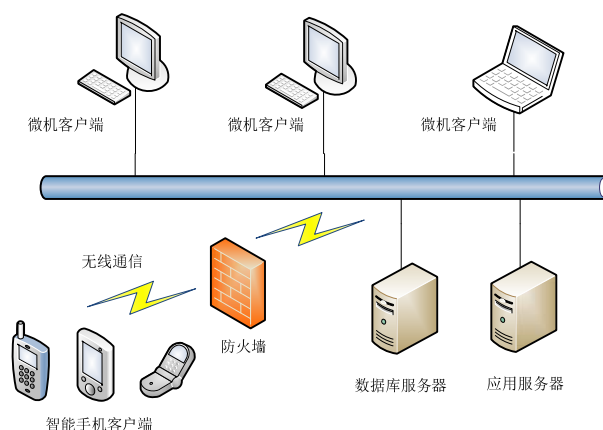 微机客户端
微机客户端
微机客户端
无线通信
防火墙
数据库服务器
应用服务器
智能手机客户端